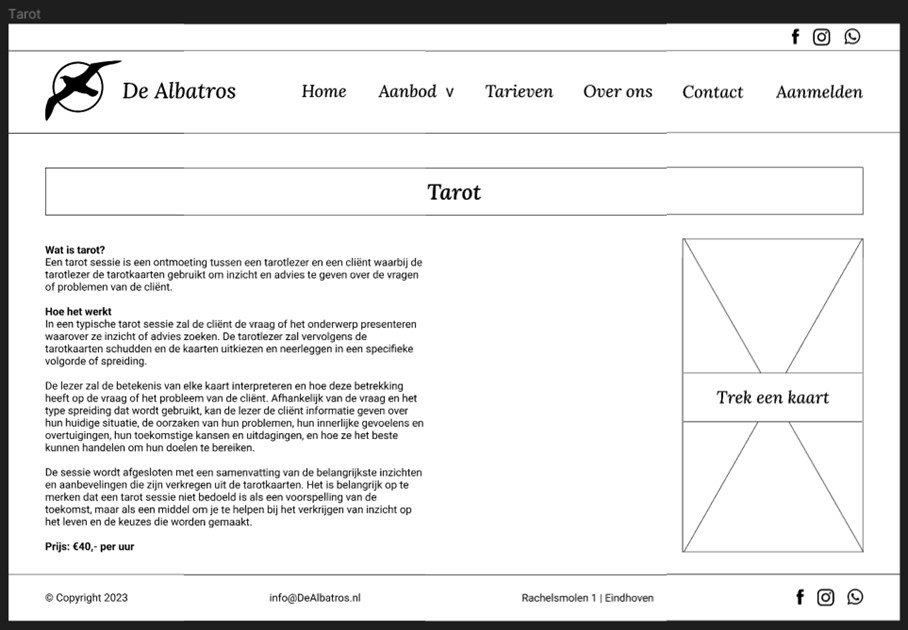 Tarot
De Albatros
Home Aanbod v Tarieven Over ons Contact Aanmelden
Tarot
Wat is tarot?
Een tarot sessie is een ontmoeting tussen een tarotlezer en een cliënt waarbij de
tarotlezer de tarotkaarten gebruikt om inzicht en advies te geven over de vragen
of problemen van de cliënt.
Hoe het werkt
In een typische tarot sessie zal de cliënt de vraag of het onderwerp presenteren
waarover ze inzicht of advies zoeken. De tarotlezer zal vervolgens de
tarotkaarten schudden en de kaarten uitkiezen en neerleggen in een specifieke
volgorde of spreiding.
De lezer zal de betekenis van elke kaart interpreteren en hoe deze betrekking
heeft op de vraag of het probleem van de cliënt. Afhankelijk van de vraag en het
type spreiding dat wordt gebruikt, kan de lezer de cliënt informatie geven over
hun huidige situatie, de oorzaken van hun problemen, hun innerlijke gevoelens en
overtuigingen, hun toekomstige kansen en uitdagingen, en hoe ze het beste
kunnen handelen om hun doelen te bereiken.
De sessie wordt afgesloten met een samenvatting van de belangrijkste inzichten
en aanbevelingen die zijn verkregen uit de tarotkaarten. Het is belangrijk op te
merken dat een tarot sessie niet bedoeld is als een voorspelling van de
toekomst, maar als een middel om je te helpen bij het verkrijgen van inzicht op
het leven en de keuzes die worden gemaakt.
Prijs: €40,- per uur
Trek een kaart
© Copyright 2023 info@DeAlbatros.nl Rachelsmolen 1 | Eindhoven